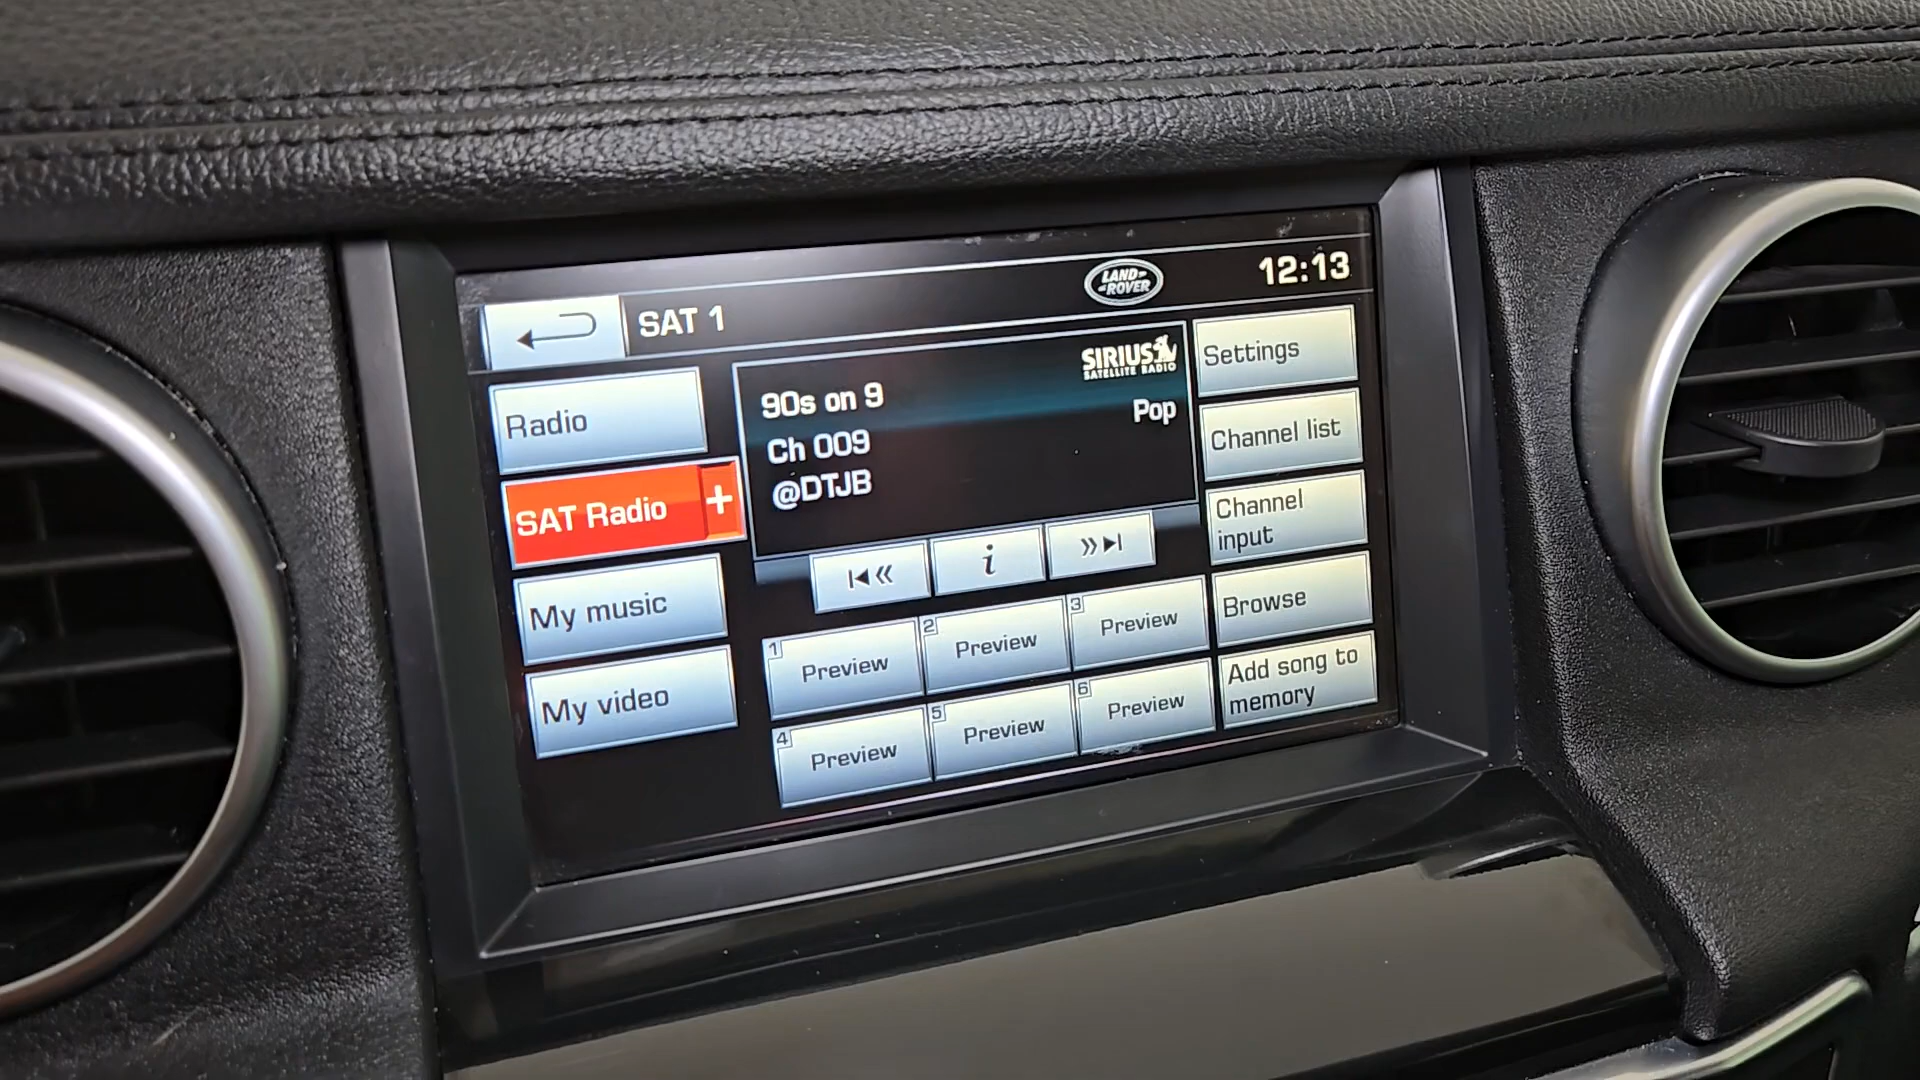 LAND-
-ROVER
12:13
SAT 1
SIRIUS
SATELLITE RADIO
90s on 9
Pop
Ch 009
@DTJB
Radio
SAT Radio +
My music
My video
i
1 Preview
2 Preview
3 Preview
4 Preview
5 Preview
6 Preview
Settings
Channel list
Channel
input
Browse
Add song to
memory